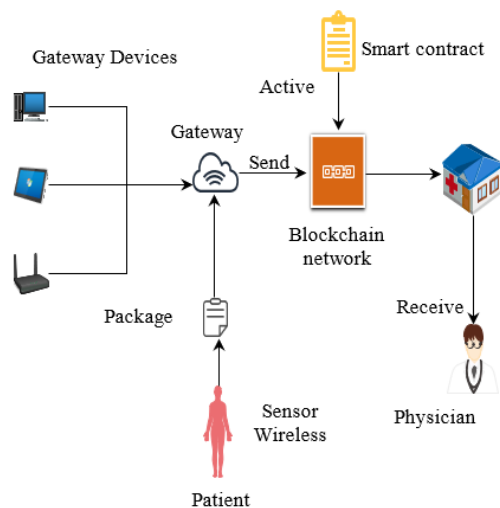 Smart contract
Gateway Devices
Active
Gateway
Send
Blockchain
network
Package
Receive
Sensor
Wireless
Physician
Patient